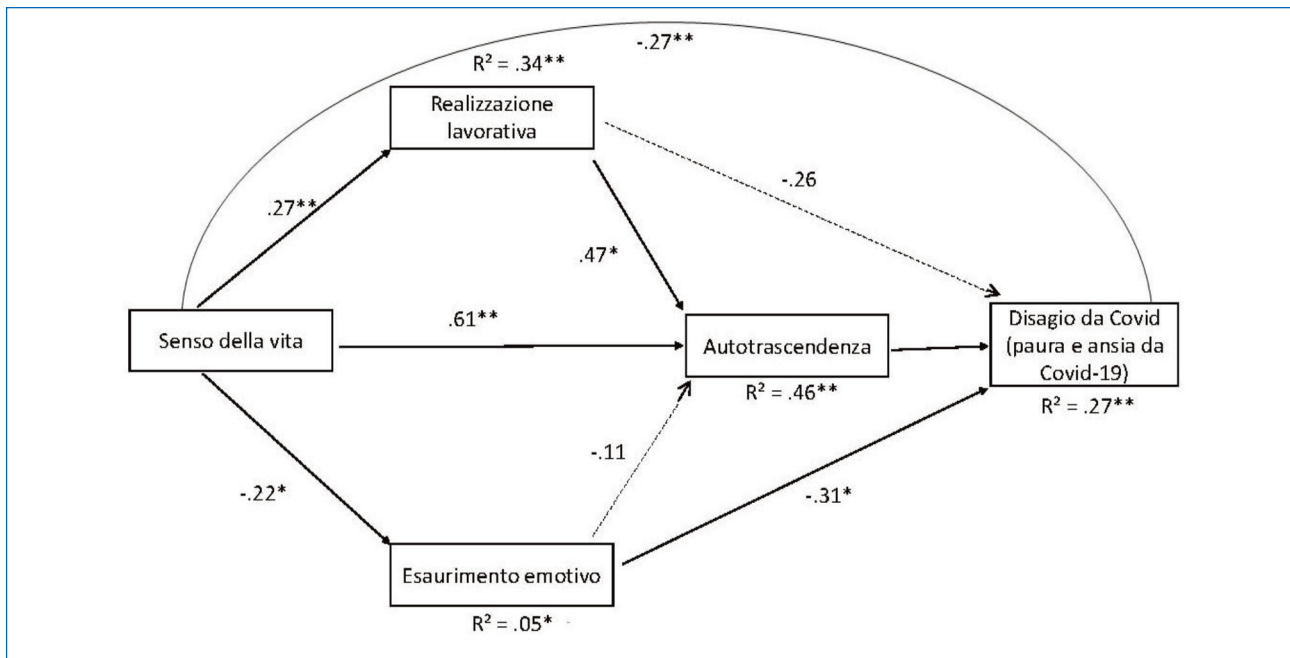 -.27**
R² = .34**
Realizzazione
lavorativa
-.26
.27**
.47*
Senso della vita
.61**
Autotrascendenza
R² = .46**
Disagio da Covid
(paura e ansia da
Covid-19)
R² = .27**
-.11
-.22*
-.31*
Esaurimento emotivo
R² = .05*